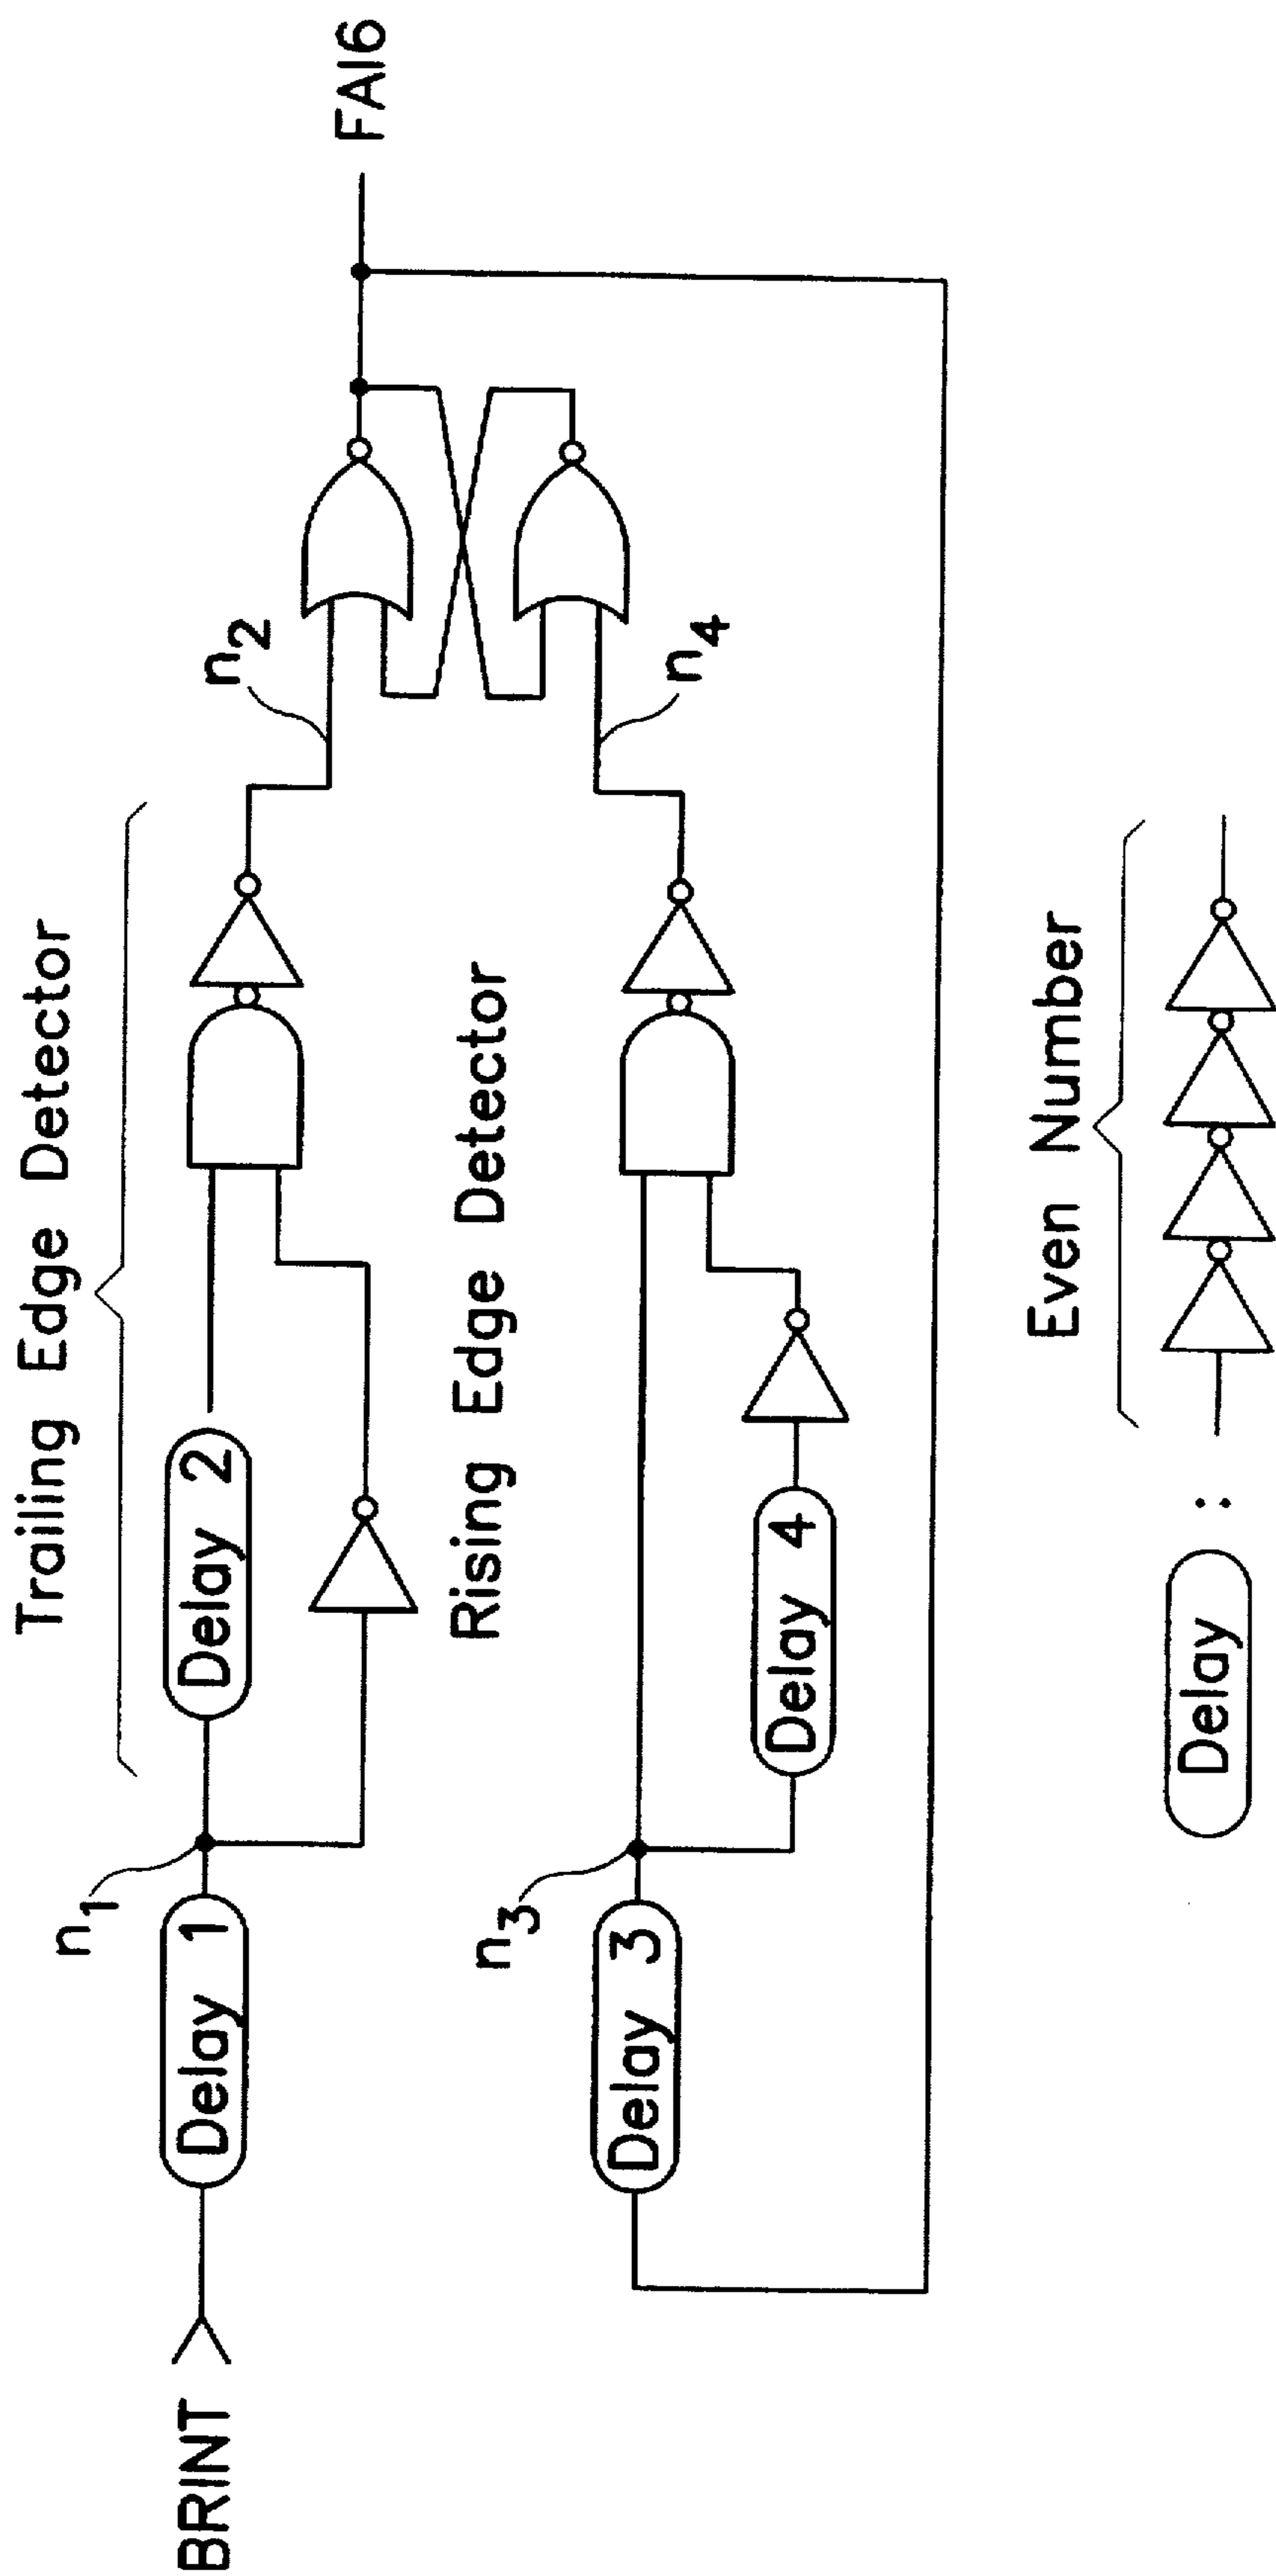 Trailing Edge Detector
BRINT
Delay 1
n1
Delay 2
n2
FAI6
Rising Edge Detector
Delay 3
n3
Delay 4
n4
Even Number
Delay :